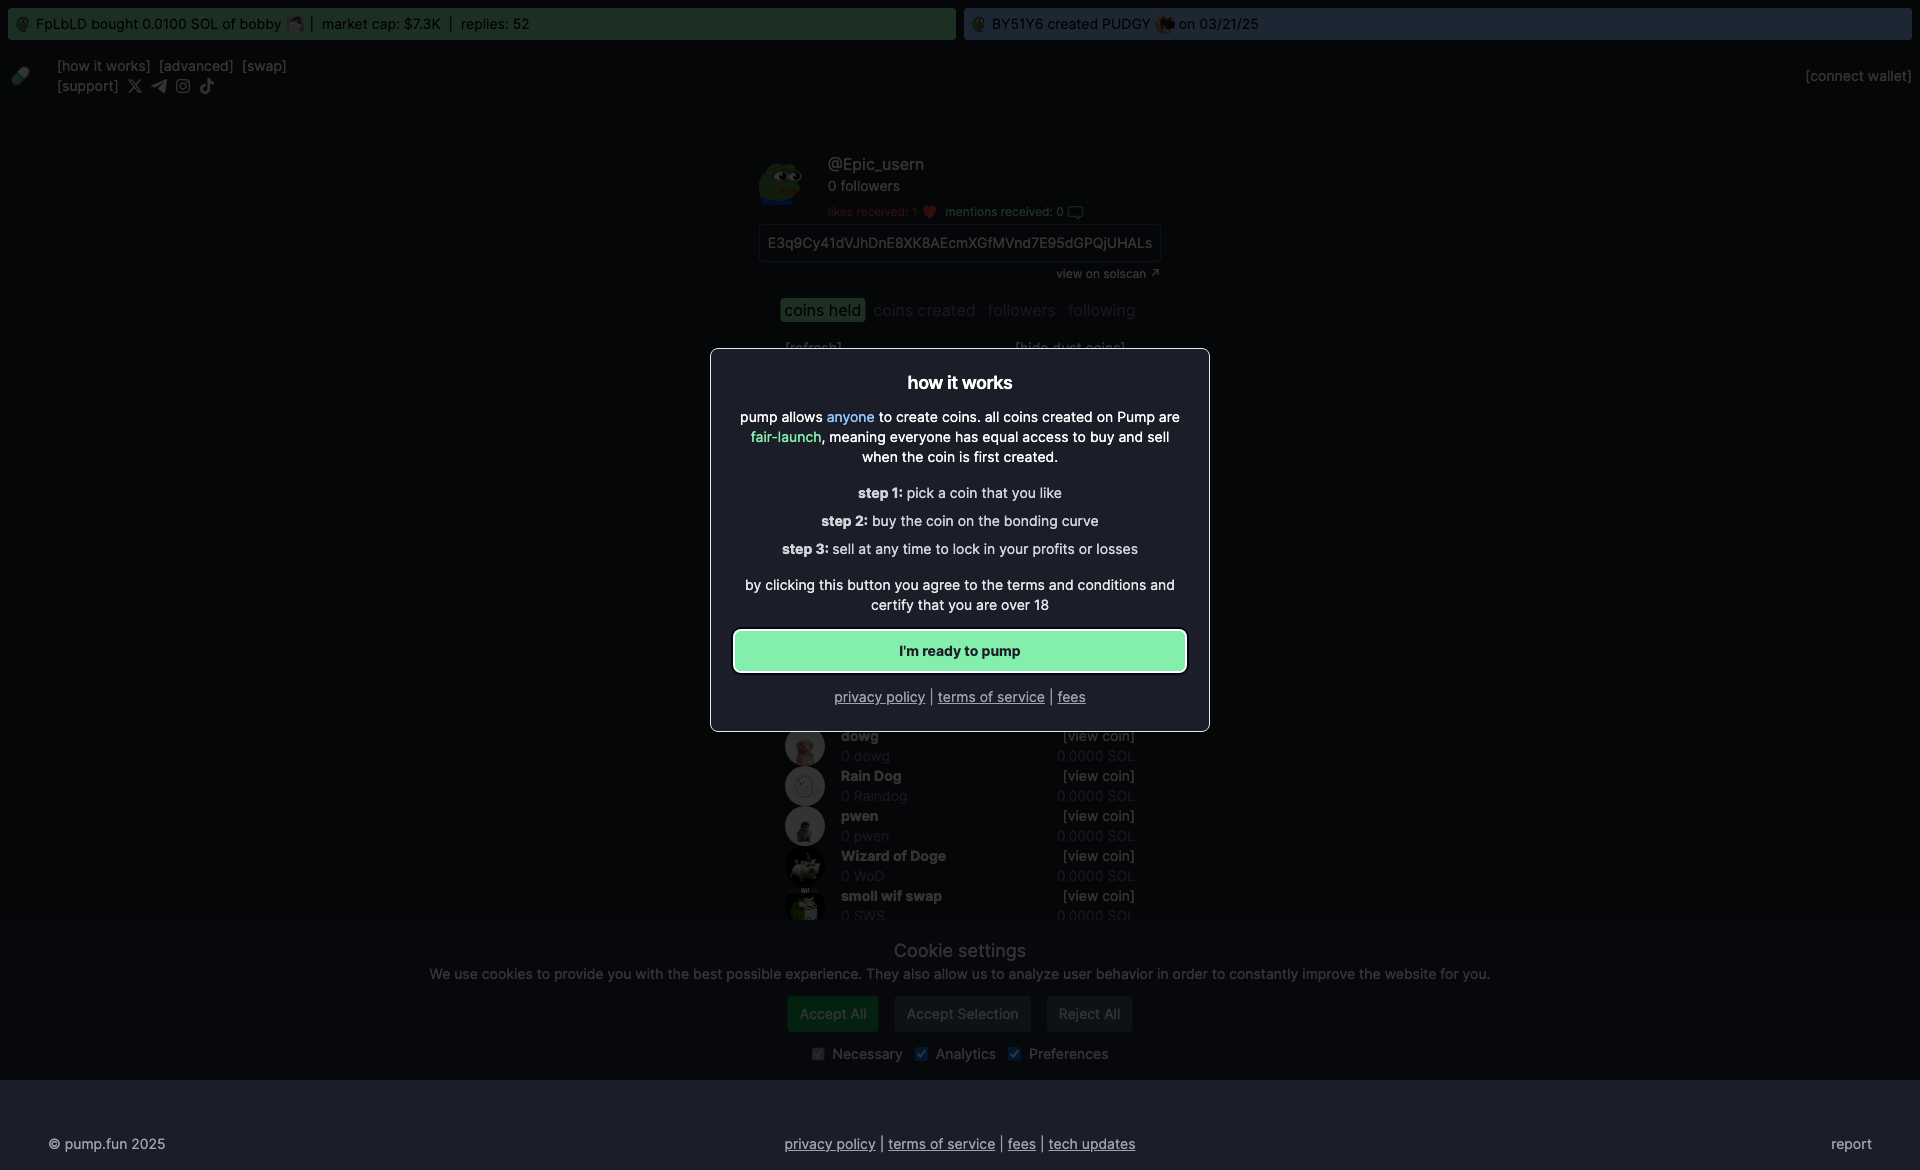 FpLbLD bought 0.0100 SOL of bobby | market cap: $7.3K | replies: 52
BY51Y6 created PUDGY on 03/21/25
[how it works] [advanced] [swap]
[support]
[connect wallet]
@Epic_usern
0 followers
likes received: 1 mentions received: 0
E3q9Cy41dVJhDnE8XK8AEcmXGfMVnd7E95dGPQjUHALs
view on solscan
coins held coins created followers following
[refresh] [hide dust coins]
how it works
pump allows anyone to create coins. all coins created on Pump are
fair-launch, meaning everyone has equal access to buy and sell
when the coin is first created.
step 1: pick a coin that you like
step 2: buy the coin on the bonding curve
step 3: sell at any time to lock in your profits or losses
by clicking this button you agree to the terms and conditions and
certify that you are over 18
I'm ready to pump
privacy policy | terms of service | fees
dowg [view coin]
0 dowg 0.0000 SOL
Rain Dog [view coin]
0 Raindog 0.0000 SOL
pwen [view coin]
0 pwen 0.0000 SOL
Wizard of Doge [view coin]
0 WoD 0.0000 SOL
smoll wif swap [view coin]
0 SWS 0.0000 SOL
Cookie settings
We use cookies to provide you with the best possible experience. They also allow us to analyze user behavior in order to constantly improve the website for you.
Accept All Accept Selection Reject All
Necessary Analytics Preferences
© pump.fun 2025
privacy policy | terms of service | fees | tech updates
report